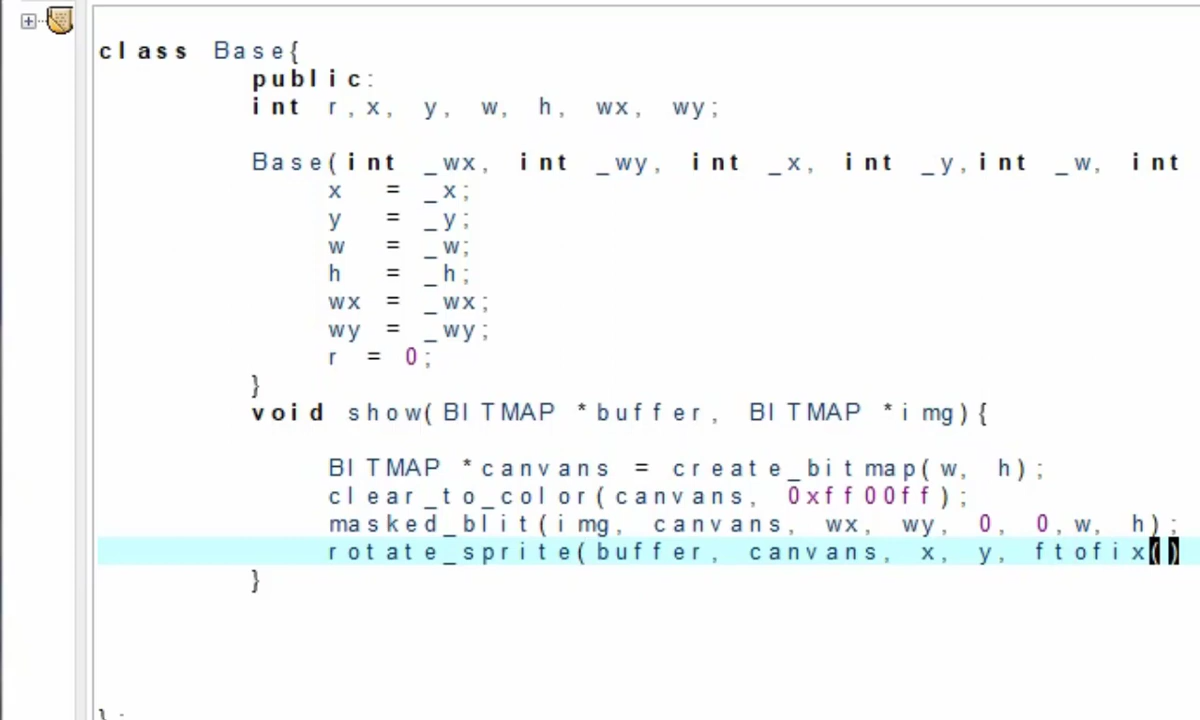 class Base{
public:
int r,x, y, w, h, wx, wy;
Base(int _wx, int _wy, int _x, int _y,int _w, int
x = _x;
y = _y;
w = _w;
h = _h;
wx = _wx;
wy = _wy;
r = 0;
}
void show(BITMAP *buffer, BITMAP *img){
BITMAP *canvans = create_bitmap(w, h);
clear_to_color(canvans, 0xff00ff);
masked_blit(img, canvans, wx, wy, 0, 0,w, h);
rotate_sprite(buffer, canvans, x, y, ftofix()
}
};